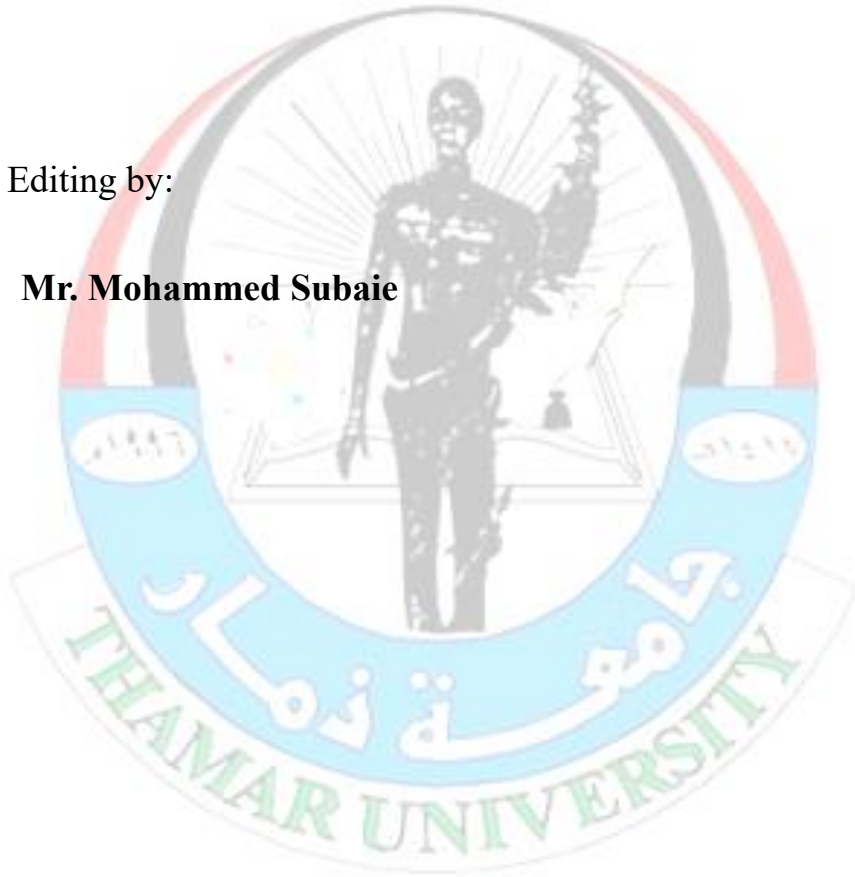 Editing by:
Mr. Mohammed Subaie
جامعة ذمار
THAMAR UNIVERSITY